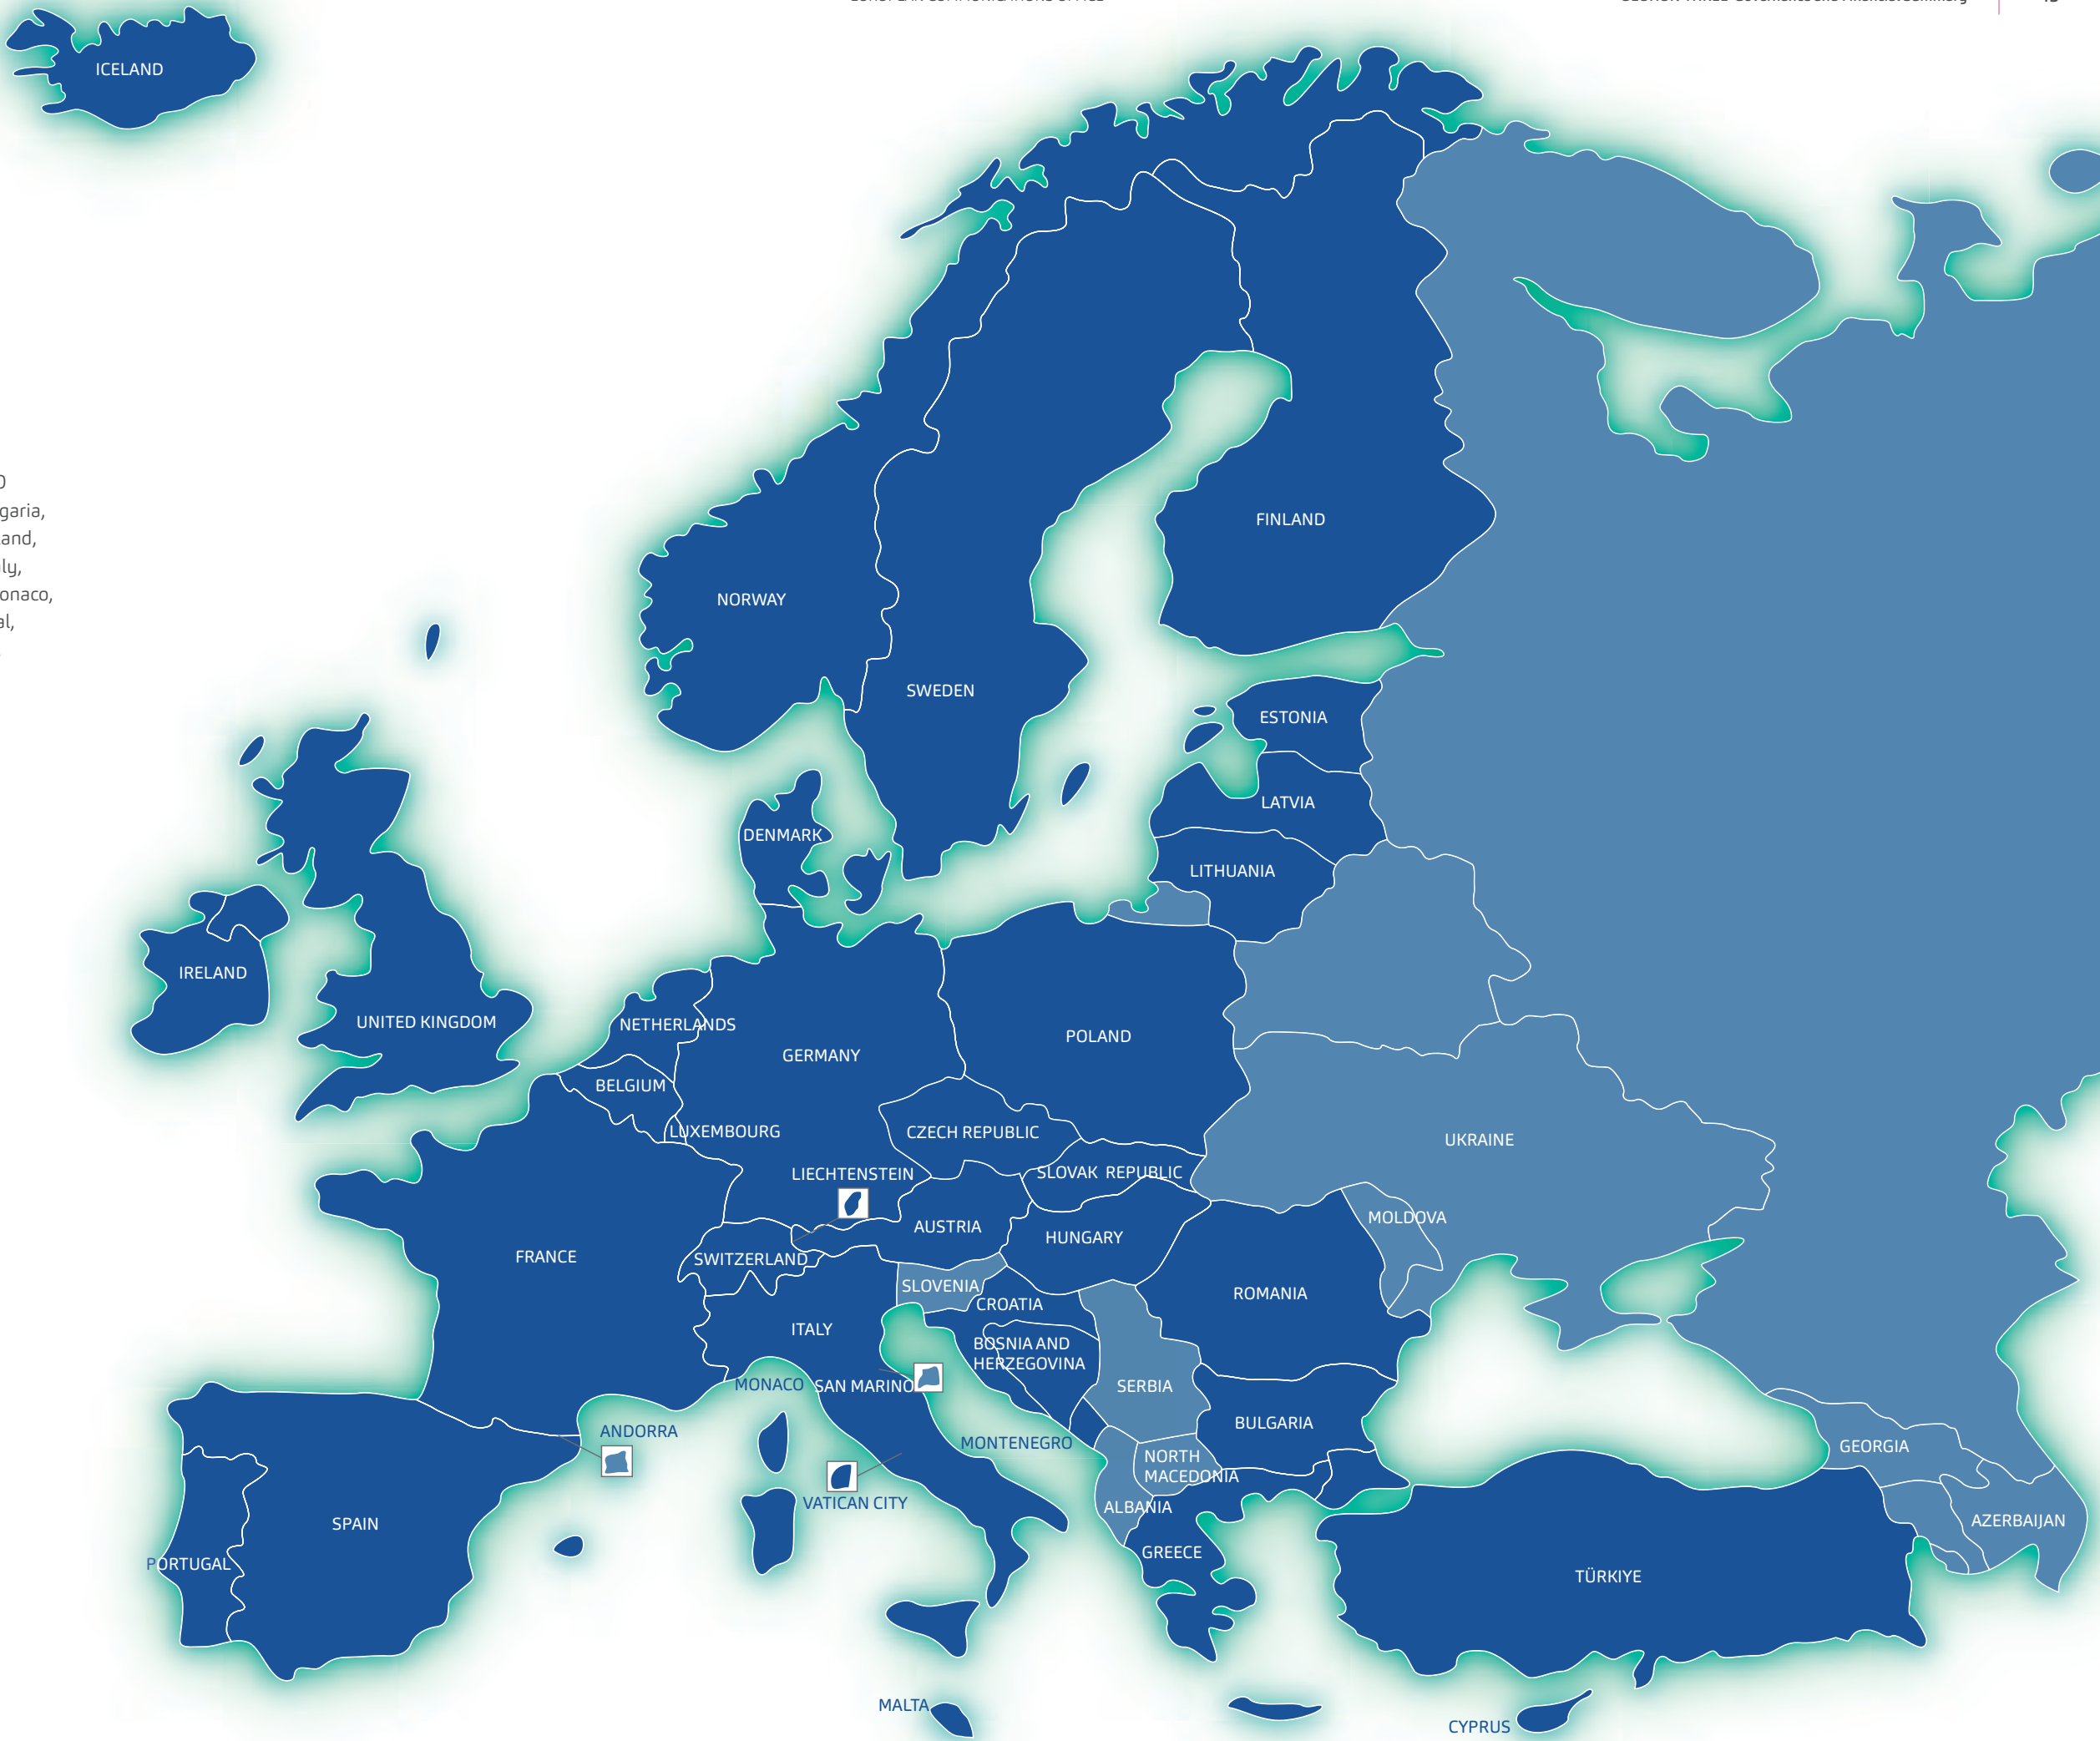 EUROPEAN COMMUNICATIONS OFFICE
ICELAND
garia,
and,
ly,
onaco,
al,
FINLAND
NORWAY
SWEDEN
ESTONIA
LATVIA
DENMARK
LITHUANIA
IRELAND
UNITED KINGDOM
NETHERLANDS
POLAND
GERMANY
BELGIUM
LUXEMBOURG
CZECH REPUBLIC
UKRAINE
LIECHTENSTEIN
SLOVAK REPUBLIC
MOLDOVA
AUSTRIA
HUNGARY
FRANCE
SWITZERLAND
SLOVENIA
ROMANIA
CROATIA
ITALY
BOSNIA AND
HERZEGOVINA
MONACO
SAN MARINO
SERBIA
BULGARIA
ANDORRA
MONTENEGRO
GEORGIA
NORTH
MACEDONIA
VATICAN CITY
ALBANIA
SPAIN
AZERBAIJAN
GREECE
PORTUGAL
TÜRKIYE
MALTA
CYPRUS